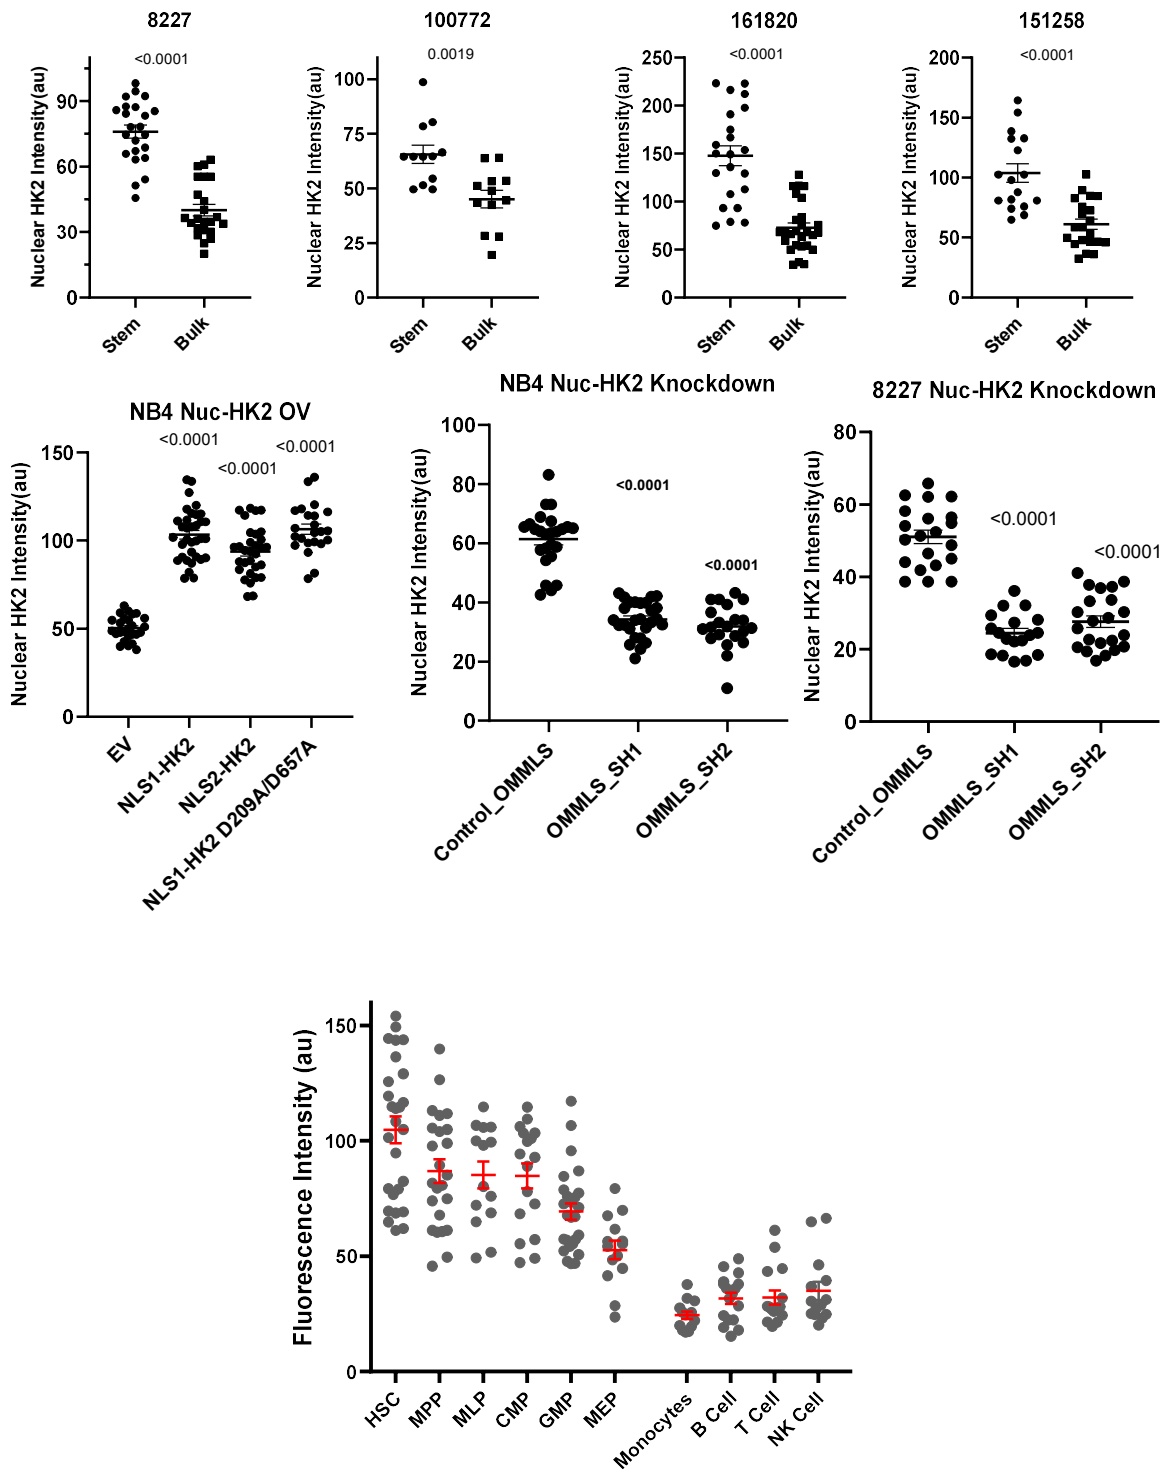 8227
<0.0001
Nuclear HK2 Intensity(au)
90
60
30
0
Stem
Bulk
100772
0.0019
Nuclear HK2 Intensity(au)
100
75
50
25
0
Stem
Bulk
161820
<0.0001
Nuclear HK2 Intensity(au)
250
200
150
100
50
0
Stem
Bulk
151258
<0.0001
Nuclear HK2 Intensity(au)
200
150
100
50
0
Stem
Bulk
NB4 Nuc-HK2 OV
<0.0001
<0.0001
<0.0001
Nuclear HK2 Intensity(au)
150
100
50
0
EV
NLS1-HK2
NLS2-HK2
NLS1-HK2 D209A/D657A
NB4 Nuc-HK2 Knockdown
<0.0001
<0.0001
Nuclear HK2 Intensity(au)
100
80
60
40
20
0
Control_OMMLS
OMMLS_SH1
OMMLS_SH2
8227 Nuc-HK2 Knockdown
<0.0001
<0.0001
Nuclear HK2 Intensity(au)
80
60
40
20
0
Control_OMMLS
OMMLS_SH1
OMMLS_SH2
Fluorescence Intensity (au)
150
100
50
0
HSC
MPP
MLP
CMP
GMP
MEP
Monocytes
B Cell
T Cell
NK Cell